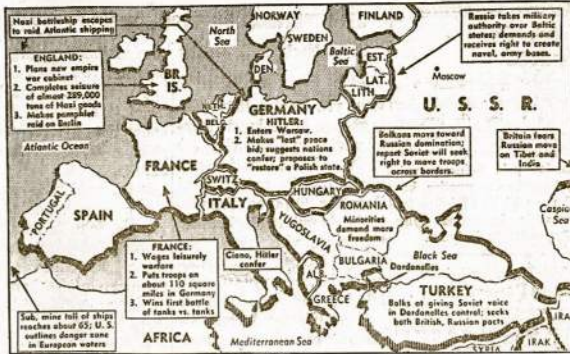 Nazi battleship escapes
to raid Atlantic shipping
NORWAY
FINLAND
North
Sea
SWEDEN
Baltic
Sea
Russia takes military
authority over Baltic
states; demands and
receives right to create
naval, army bases.
ENGLAND:
1. Plans new empire
war cabinet
2. Completes seizure
of almost 289,000
tons of Nazi goods
3. Makes pamphlet
raid on Berlin
BR.
IS.
DEN.
EST.
LAT.
LITH
Moscow
U. S. S. R.
NETH.
BEL.
GERMANY
HITLER:
1. Enters Warsaw.
2. Makes "last" peace
bid; suggests nations
confer; proposes to
"restore" a Polish state.
Balkans move toward
Russian domination;
report Soviet will seek
right to move troops
across borders.
Britain fears
Russian move
on Tibet and
India
Atlantic Ocean
FRANCE
SWITZ
HUNGARY
ITALY
ROMANIA
Minorities
demand more
freedom
PORTUGAL
SPAIN
YUGOSLAVIA
Caspian
Sea
Black Sea
BULGARIA
Dardanelles
FRANCE:
1. Wages leisurely
warfare
2. Puts troops on
about 110 square
miles in Germany
3. Wins first battle
of tanks vs. tanks
Ciano, Hitler
confer
ALB.
GREECE
TURKEY
Balks at giving Soviet voice
in Dardanelles control; seeks
both British, Russian pacts
Sub, mine toll of ships
reaches about 65; U. S.
outlines danger zone
in European waters
AFRICA
Mediterranean Sea
SYRIA
IRAK
IRA